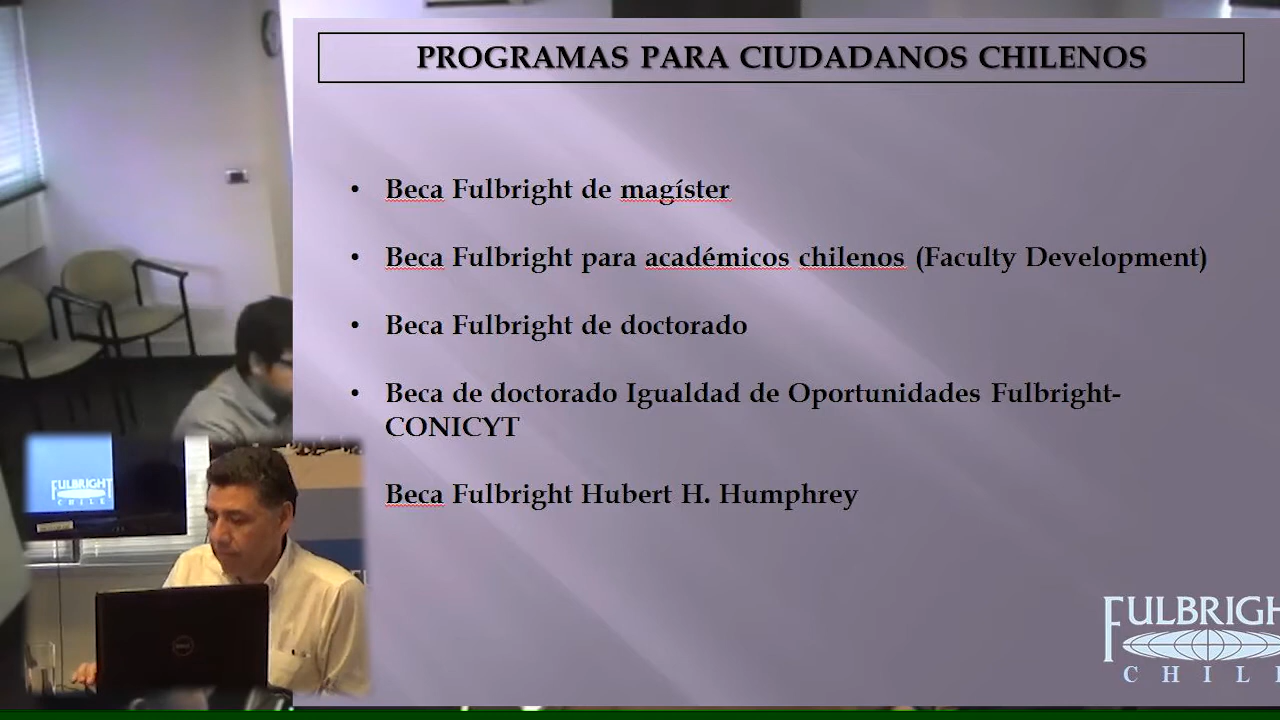 PROGRAMAS PARA CIUDADANOS CHILENOS
• Beca Fulbright de magíster
• Beca Fulbright para académicos chilenos (Faculty Development)
• Beca Fulbright de doctorado
• Beca de doctorado Igualdad de Oportunidades Fulbright-
CONICYT
Beca Fulbright Hubert H. Humphrey
FULBRIGHT
CHILE
FULBRIGH
CHIL
DELL